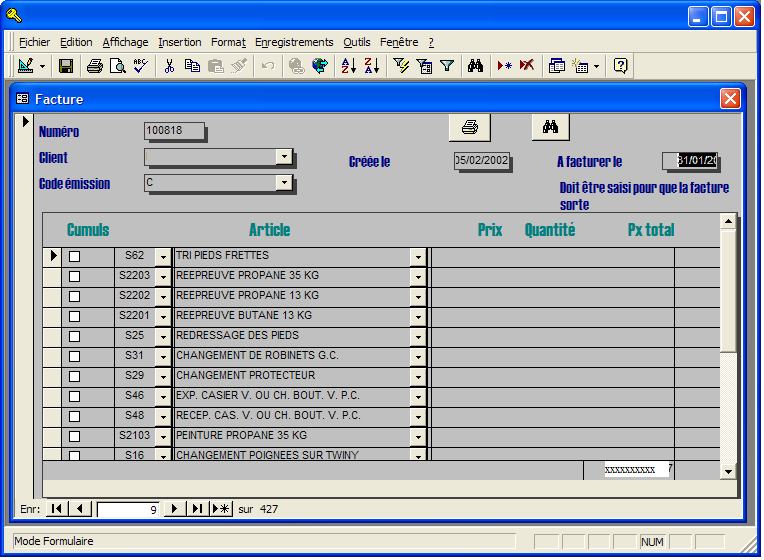 Fichier Edition Affichage Insertion Format Enregistrements Outils Fenêtre ?
Facture
Numéro 100818
Client
Créée le 05/02/2002 A facturer le 31/01/20
Code émission C
Doit être saisi pour que la facture
sorte
Cumuls Article Prix Quantité Px total
S62 TRI PIEDS FRETTES
S2203 REEPREUVE PROPANE 35 KG
S2202 REEPREUVE PROPANE 13 KG
S2201 REEPREUVE BUTANE 13 KG
S25 REDRESSAGE DES PIEDS
S31 CHANGEMENT DE ROBINETS G.C.
S29 CHANGEMENT PROTECTEUR
S46 EXP. CASIER V. OU CH. BOUT. V. P.C.
S48 RECEP. CAS. V. OU CH. BOUT. V. P.C.
S2103 PEINTURE PROPANE 35 KG
S16 CHANGEMENT POIGNEES SUR TWINY
xxxxxxxxxx 7
Enr: 9 sur 427
Mode Formulaire NUM